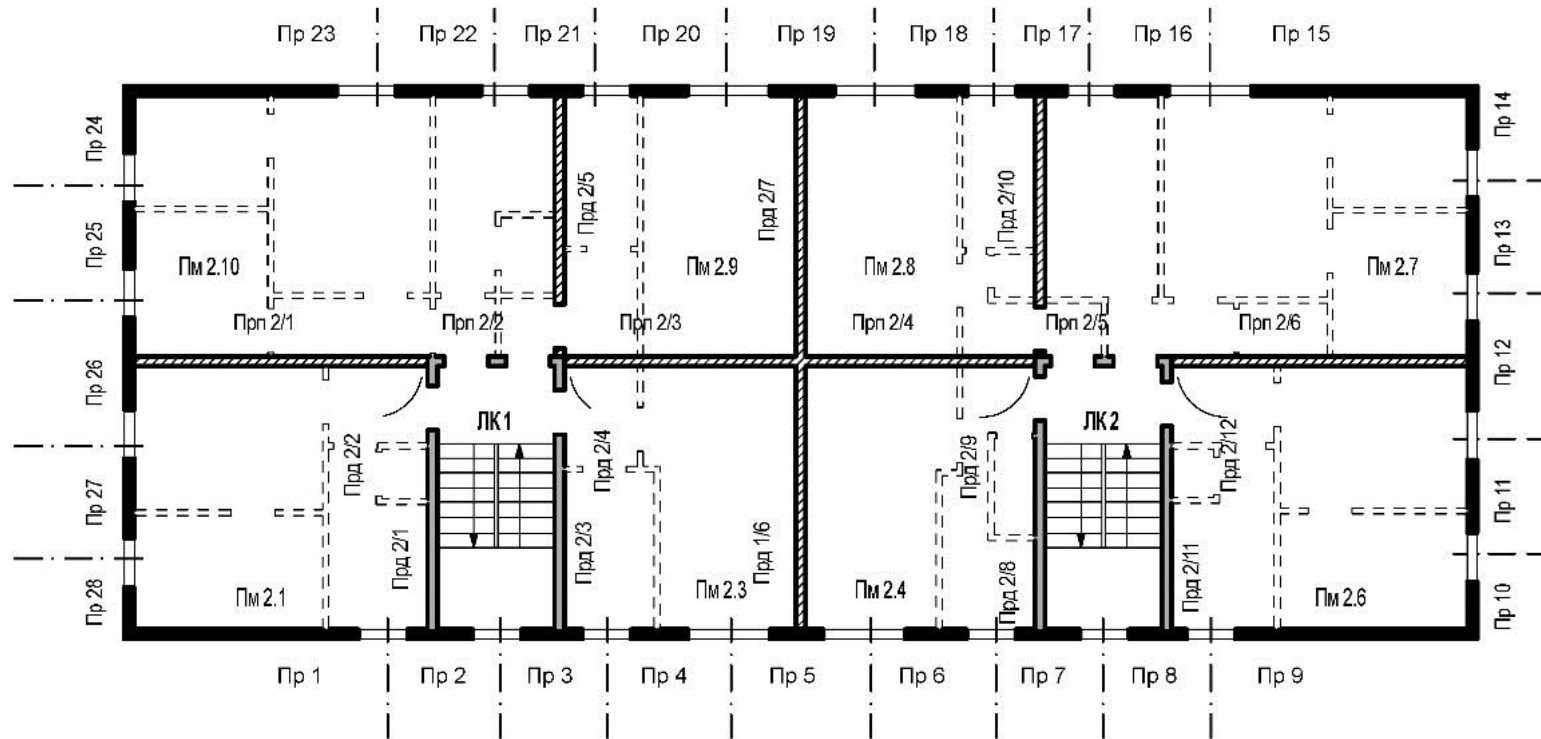 Пр 23 Пр 22 Пр 21 Пр 20 Пр 19 Пр 18 Пр 17 Пр 16 Пр 15
Пр 24
Пр 14
Прд 2/5
Прд 2/7
Прд 2/10
Пр 25
Пр 13
Пм 2.10 Пм 2.9 Пм 2.8 Пм 2.7
Прп 2/1 Прп 2/2 Прп 2/3 Прп 2/4 Прп 2/5 Прп 2/6
Пр 26
Пр 12
ЛК 1 ЛК 2
Прд 2/2
Прд 2/4
Прд 2/9
Прд 2/12
Пр 27
Пр 11
Прд 2/1
Прд 2/3
Прд 1/6
Прд 2/8
Прд 2/11
Пр 28
Пр 10
Пм 2.1 Пм 2.3 Пм 2.4 Пм 2.6
Пр 1 Пр 2 Пр 3 Пр 4 Пр 5 Пр 6 Пр 7 Пр 8 Пр 9